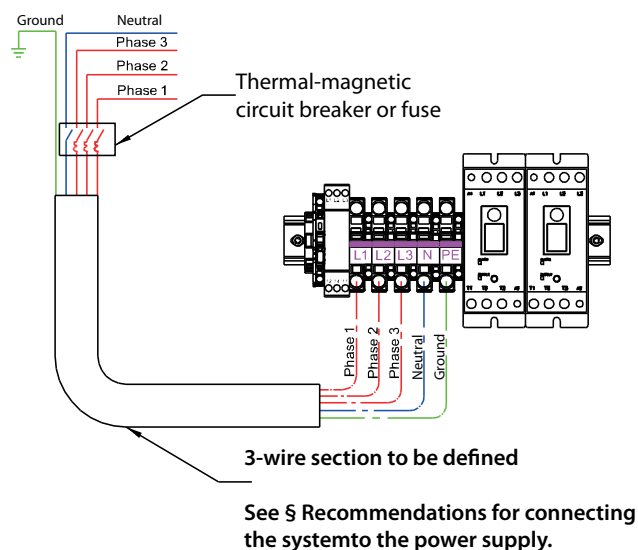 Ground
Neutral
Phase 3
Phase 2
Phase 1
Thermal-magnetic
circuit breaker or fuse
L1 L2 L3 N PE
Phase 1
Phase 2
Phase 3
Neutral
Ground
3-wire section to be defined
See § Recommendations for connecting
the systemto the power supply.